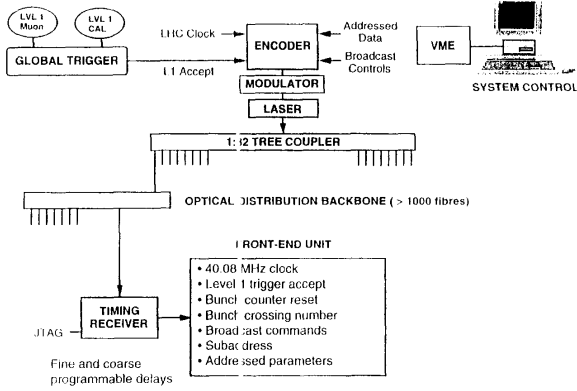 LVL 1
Muon
LVL 1
CAL
GLOBAL TRIGGER
LHC Clock
L1 Accept
ENCODER
Addressed
Data
Broadcast
Controls
MODULATOR
LASER
VME
SYSTEM CONTROL
1:32 TREE COUPLER
OPTICAL DISTRIBUTION BACKBONE ( > 1000 fibres)
FRONT-END UNIT
• 40.08 MHz clock
• Level 1 trigger accept
• Bunch counter reset
• Bunch crossing number
• Broadcast commands
• Subaddress
• Addressed parameters
TIMING
RECEIVER
JTAG
Fine and coarse
programmable delays